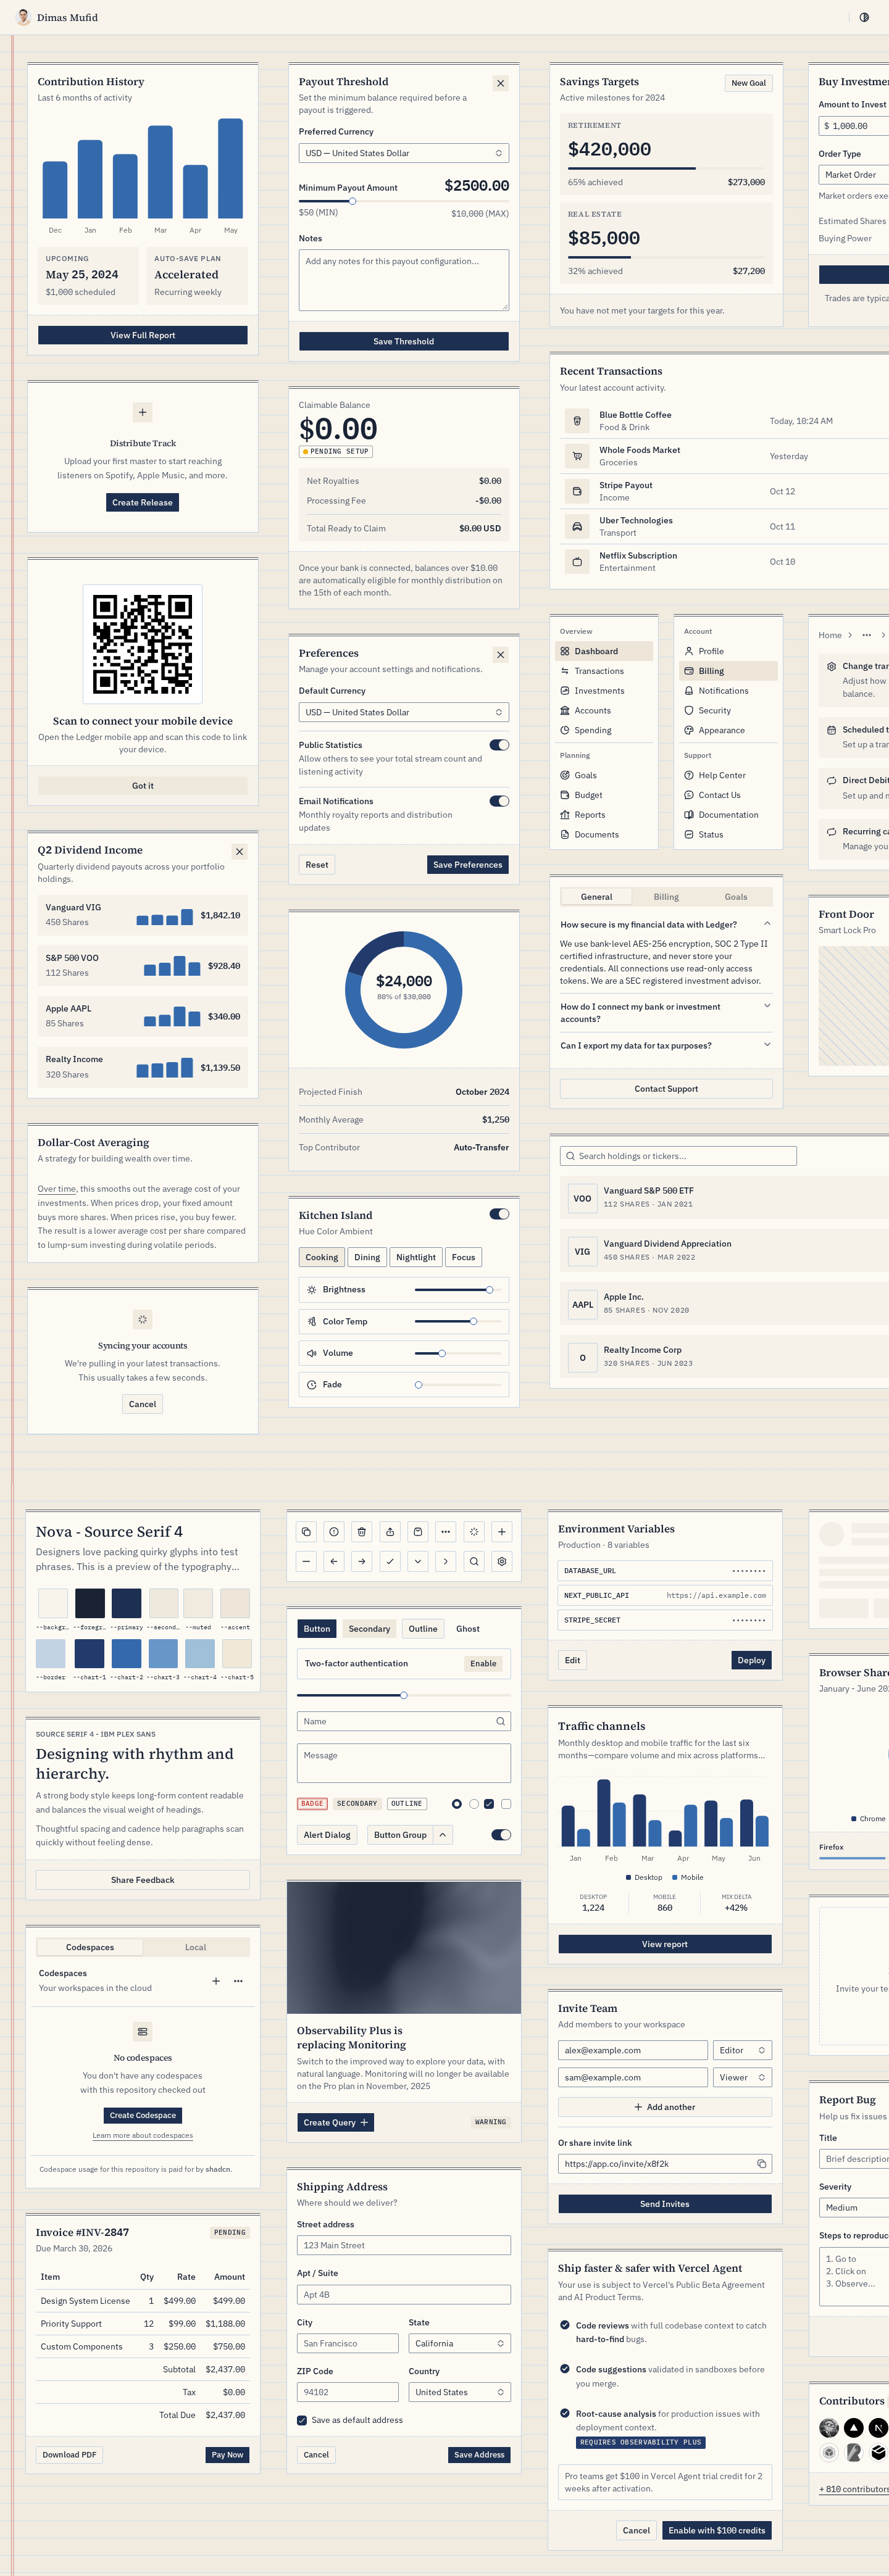 Dimas Mufid
Contribution History
Last 6 months of activity
Dec Jan Feb Mar Apr May
UPCOMING
May 25, 2024
$1,000 scheduled
AUTO-SAVE PLAN
Accelerated
Recurring weekly
View Full Report
Distribute Track
Upload your first master to start reaching
listeners on Spotify, Apple Music, and more.
Create Release
Scan to connect your mobile device
Open the Ledger mobile app and scan this code to link
your device.
Got it
Q2 Dividend Income
Quarterly dividend payouts across your portfolio
holdings.
Vanguard VIG
450 Shares
$1,842.10
S&P 500 VOO
112 Shares
$928.40
Apple AAPL
85 Shares
$340.00
Realty Income
320 Shares
$1,139.50
Dollar-Cost Averaging
A strategy for building wealth over time.
Over time, this smooths out the average cost of your
investments. When prices drop, your fixed amount
buys more shares. When prices rise, you buy fewer.
The result is a lower average cost per share compared
to lump-sum investing during volatile periods.
Syncing your accounts
We're pulling in your latest transactions.
This usually takes a few seconds.
Cancel
Payout Threshold
Set the minimum balance required before a
payout is triggered.
Preferred Currency
USD — United States Dollar
Minimum Payout Amount $2500.00
$50 (MIN) $10,000 (MAX)
Notes
Add any notes for this payout configuration...
Save Threshold
Claimable Balance
$0.00
PENDING SETUP
Net Royalties $0.00
Processing Fee -$0.00
Total Ready to Claim $0.00 USD
Once your bank is connected, balances over $10.00
are automatically eligible for monthly distribution on
the 15th of each month.
Preferences
Manage your account settings and notifications.
Default Currency
USD — United States Dollar
Public Statistics
Allow others to see your total stream count and
listening activity
Email Notifications
Monthly royalty reports and distribution
updates
Reset
Save Preferences
$24,000
80% of $30,000
Projected Finish October 2024
Monthly Average $1,250
Top Contributor Auto-Transfer
Kitchen Island
Hue Color Ambient
Cooking Dining Nightlight Focus
Brightness
Color Temp
Volume
Fade
Savings Targets
Active milestones for 2024
New Goal
RETIREMENT
$420,000
65% achieved $273,000
REAL ESTATE
$85,000
32% achieved $27,200
You have not met your targets for this year.
Buy Investmen
Amount to Invest
$ 1,000.00
Order Type
Market Order
Market orders exe
Estimated Shares
Buying Power
Trades are typica
Recent Transactions
Your latest account activity.
Blue Bottle Coffee
Food & Drink
Today, 10:24 AM
Whole Foods Market
Groceries
Yesterday
Stripe Payout
Income
Oct 12
Uber Technologies
Transport
Oct 11
Netflix Subscription
Entertainment
Oct 10
Overview
Dashboard
Transactions
Investments
Accounts
Spending
Planning
Goals
Budget
Reports
Documents
Account
Profile
Billing
Notifications
Security
Appearance
Support
Help Center
Contact Us
Documentation
Status
Home
Change tran
Adjust how
balance.
Scheduled t
Set up a tran
Direct Debit
Set up and m
Recurring ca
Manage you
General Billing Goals
How secure is my financial data with Ledger?
We use bank-level AES-256 encryption, SOC 2 Type II
certified infrastructure, and never store your
credentials. All connections use read-only access
tokens. We are a SEC registered investment advisor.
How do I connect my bank or investment
accounts?
Can I export my data for tax purposes?
Contact Support
Front Door
Smart Lock Pro
Search holdings or tickers...
VOO
Vanguard S&P 500 ETF
112 SHARES · JAN 2021
VIG
Vanguard Dividend Appreciation
450 SHARES · MAR 2022
AAPL
Apple Inc.
85 SHARES · NOV 2020
O
Realty Income Corp
320 SHARES · JUN 2023
Nova - Source Serif 4
Designers love packing quirky glyphs into test
phrases. This is a preview of the typography…
--backgr… --foregr… --primary --second… --muted --accent
--border --chart-1 --chart-2 --chart-3 --chart-4 --chart-5
SOURCE SERIF 4 - IBM PLEX SANS
Designing with rhythm and
hierarchy.
A strong body style keeps long-form content readable
and balances the visual weight of headings.
Thoughtful spacing and cadence help paragraphs scan
quickly without feeling dense.
Share Feedback
Codespaces Local
Codespaces
Your workspaces in the cloud
No codespaces
You don't have any codespaces
with this repository checked out
Create Codespace
Learn more about codespaces
Codespace usage for this repository is paid for by shadcn.
Invoice #INV-2847
Due March 30, 2026
PENDING
Item Qty Rate Amount
Design System License 1 $499.00 $499.00
Priority Support 12 $99.00 $1,188.00
Custom Components 3 $250.00 $750.00
Subtotal $2,437.00
Tax $0.00
Total Due $2,437.00
Download PDF
Pay Now
Button Secondary Outline Ghost
Two-factor authentication Enable
Name
Message
BADGE SECONDARY OUTLINE
Alert Dialog Button Group
Observability Plus is
replacing Monitoring
Switch to the improved way to explore your data, with
natural language. Monitoring will no longer be available
on the Pro plan in November, 2025
Create Query
WARNING
Shipping Address
Where should we deliver?
Street address
123 Main Street
Apt / Suite
Apt 4B
City State
San Francisco California
ZIP Code Country
94102 United States
Save as default address
Cancel
Save Address
Environment Variables
Production · 8 variables
DATABASE_URL ••••••••
NEXT_PUBLIC_API https://api.example.com
STRIPE_SECRET ••••••••
Edit
Deploy
Traffic channels
Monthly desktop and mobile traffic for the last six
months—compare volume and mix across platforms…
Jan Feb Mar Apr May Jun
Desktop Mobile
DESKTOP MOBILE MIX DELTA
1,224 860 +42%
View report
Invite Team
Add members to your workspace
alex@example.com Editor
sam@example.com Viewer
Add another
Or share invite link
https://app.co/invite/x8f2k
Send Invites
Ship faster & safer with Vercel Agent
Your use is subject to Vercel's Public Beta Agreement
and AI Product Terms.
Code reviews with full codebase context to catch
hard-to-find bugs.
Code suggestions validated in sandboxes before
you merge.
Root-cause analysis for production issues with
deployment context.
REQUIRES OBSERVABILITY PLUS
Pro teams get $100 in Vercel Agent trial credit for 2
weeks after activation.
Cancel
Enable with $100 credits
Browser Share
January - June 20
Chrome
Firefox
Invite your te
Report Bug
Help us fix issues
Title
Brief description
Severity
Medium
Steps to reproduc
1. Go to
2. Click on
3. Observe...
Contributors
+ 810 contributors